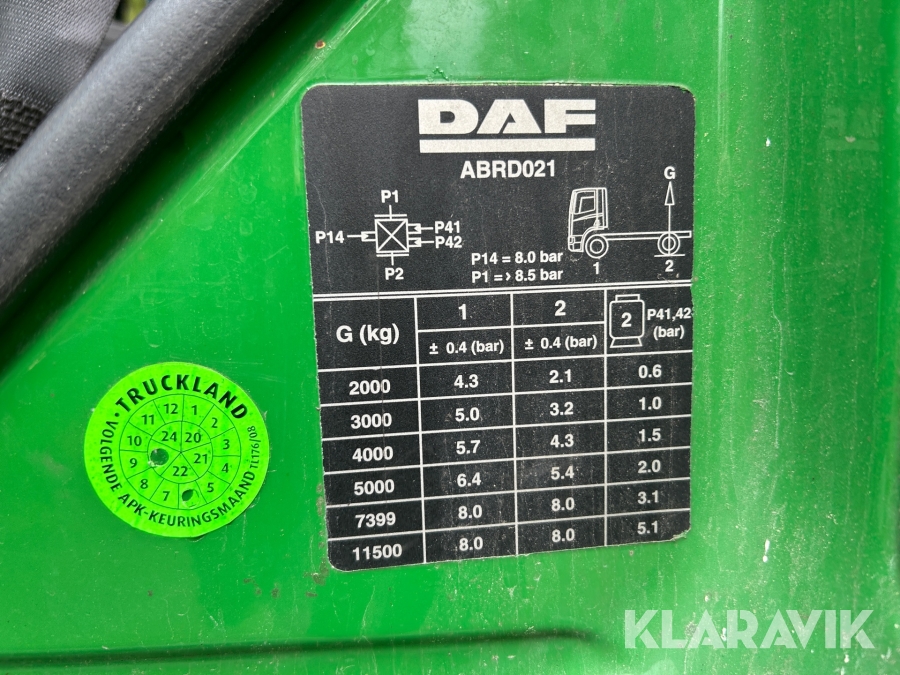 DAF
ABRD021
P1
P14
P41
P42
P2
G
P14 = 8.0 bar
P1 => 8.5 bar
1
2
G (kg) 1 2 2 P41,42 (bar)
± 0.4 (bar) ± 0.4 (bar)
2000 4.3 2.1 0.6
3000 5.0 3.2 1.0
4000 5.7 4.3 1.5
5000 6.4 5.4 2.0
7399 8.0 8.0 3.1
11500 8.0 8.0 5.1
• TRUCKLAND •
VOLGENDE APK-KEURINGSMAAND TE176/08
12 1
11 2
10 24 20 3
9 21 4
22
8 7 5
KLARAVIK